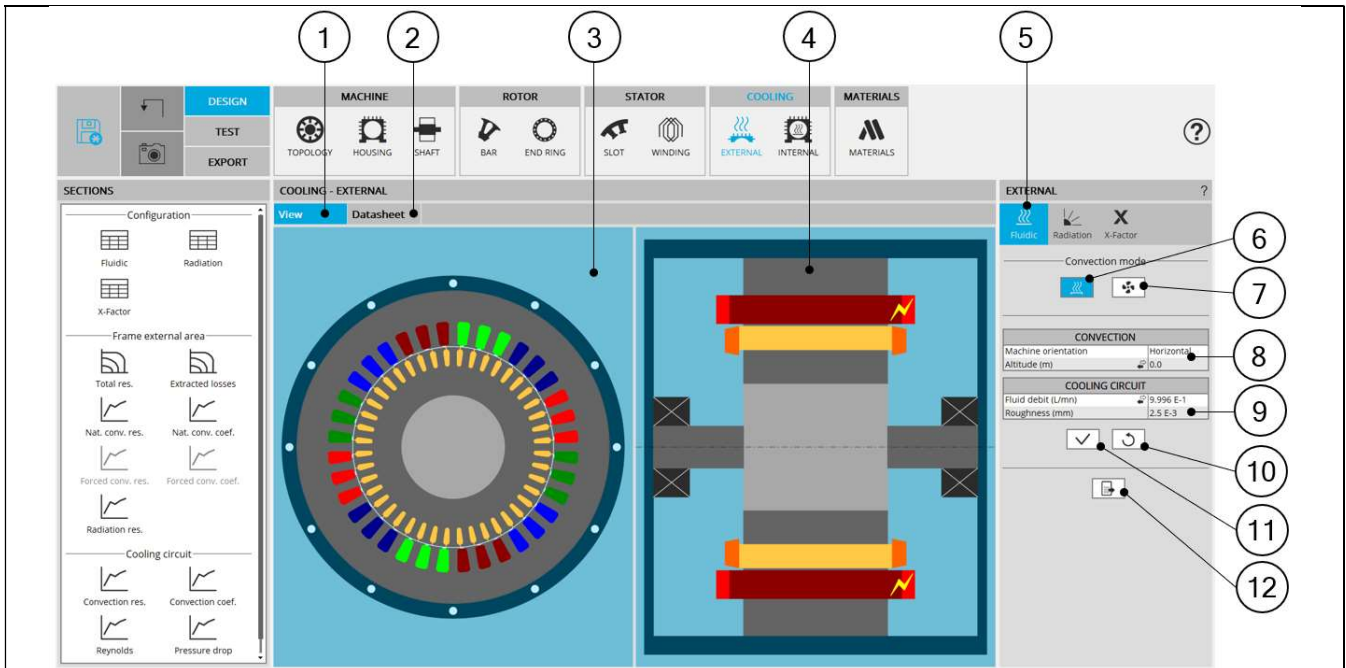 1 2 3 4 5
DESIGN
TEST
EXPORT
MACHINE ROTOR STATOR COOLING MATERIALS
TOPOLOGY HOUSING SHAFT BAR END RING SLOT WINDING EXTERNAL INTERNAL MATERIALS
?
SECTIONS
Configuration
Fluidic Radiation
X-Factor
Frame external area
Total res. Extracted losses
Nat. conv. res. Nat. conv. coef.
Forced conv. res. Forced conv. coef.
Radiation res.
Cooling circuit
Convection res. Convection coef.
Reynolds Pressure drop
COOLING - EXTERNAL
View Datasheet
EXTERNAL ?
X
Fluidic Radiation X-Factor
Convection mode
6
7
CONVECTION
Machine orientation Horizontal
Altitude (m) 0.0
8
COOLING CIRCUIT
Fluid debit (L/mn) 9.996 E-1
Roughness (mm) 2.5 E-3
9
10
11
12